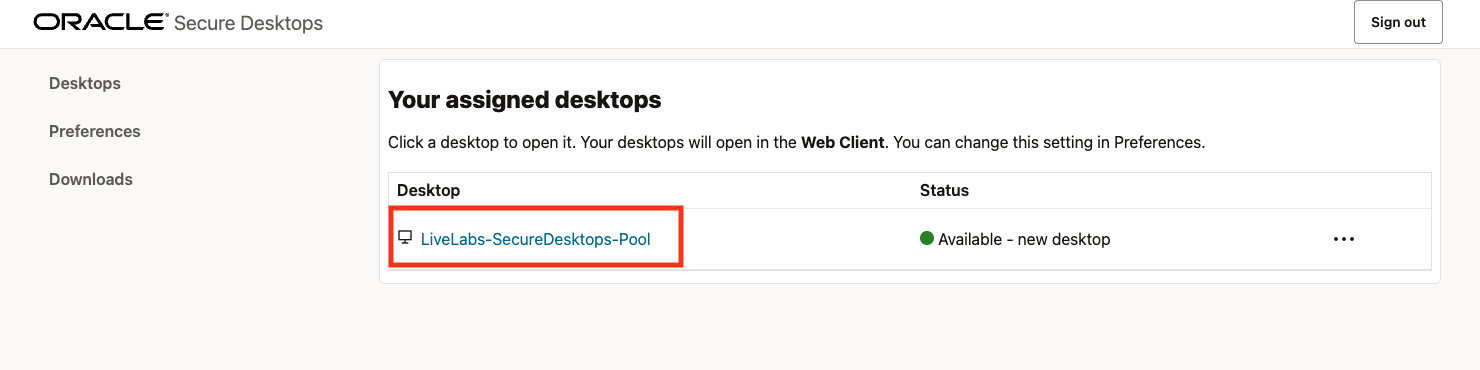 ORACLE® Secure Desktops
Sign out
Desktops
Preferences
Downloads
Your assigned desktops
Click a desktop to open it. Your desktops will open in the Web Client. You can change this setting in Preferences.
Desktop Status
LiveLabs-SecureDesktops-Pool Available - new desktop